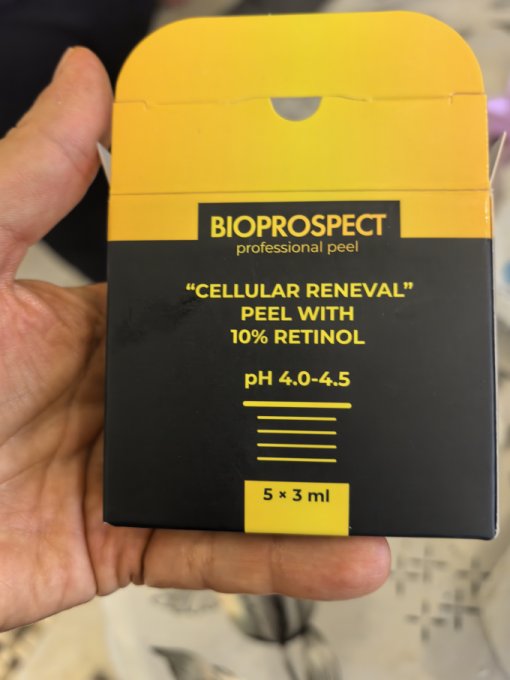 BIOPROSPECT
professional peel
“CELLULAR RENEVAL”
PEEL WITH
10% RETINOL
pH 4.0-4.5
5 × 3 ml